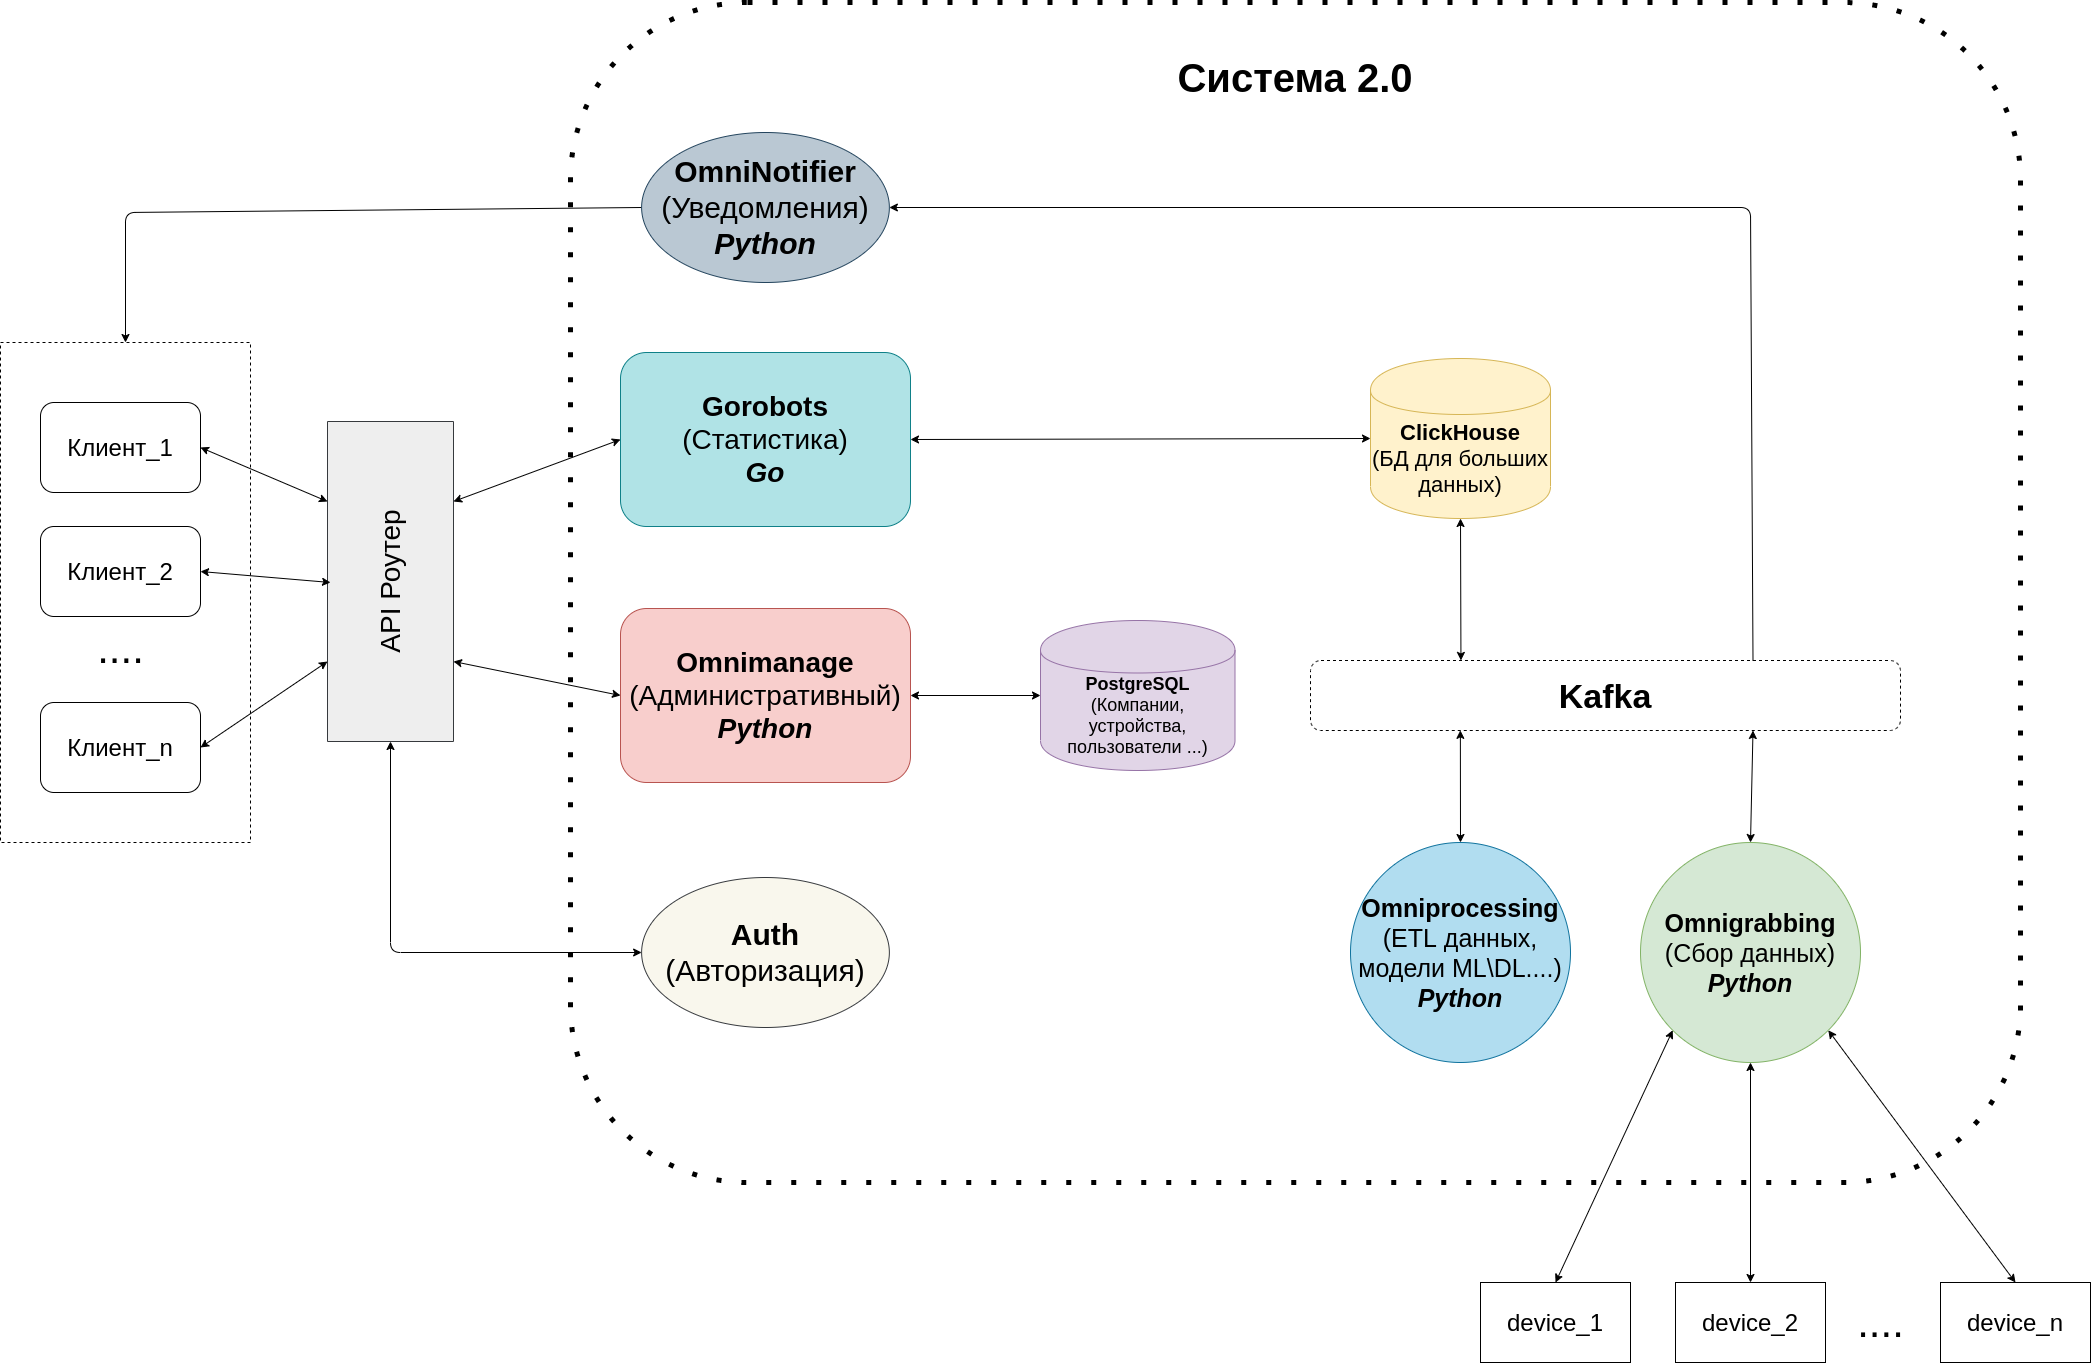 Система 2.0
OmniNotifier
(Уведомления)
Python
Клиент_1
Клиент_2
....
Клиент_n
API Роутер
Gorobots
(Статистика)
Go
ClickHouse
(БД для больших
данных)
Omnimanage
(Административный)
Python
PostgreSQL
(Компании,
устройства,
пользователи ...)
Kafka
Auth
(Авторизация)
Omniprocessing
(ETL данных,
модели ML\DL....)
Python
Omnigrabbing
(Сбор данных)
Python
device_1
device_2
....
device_n